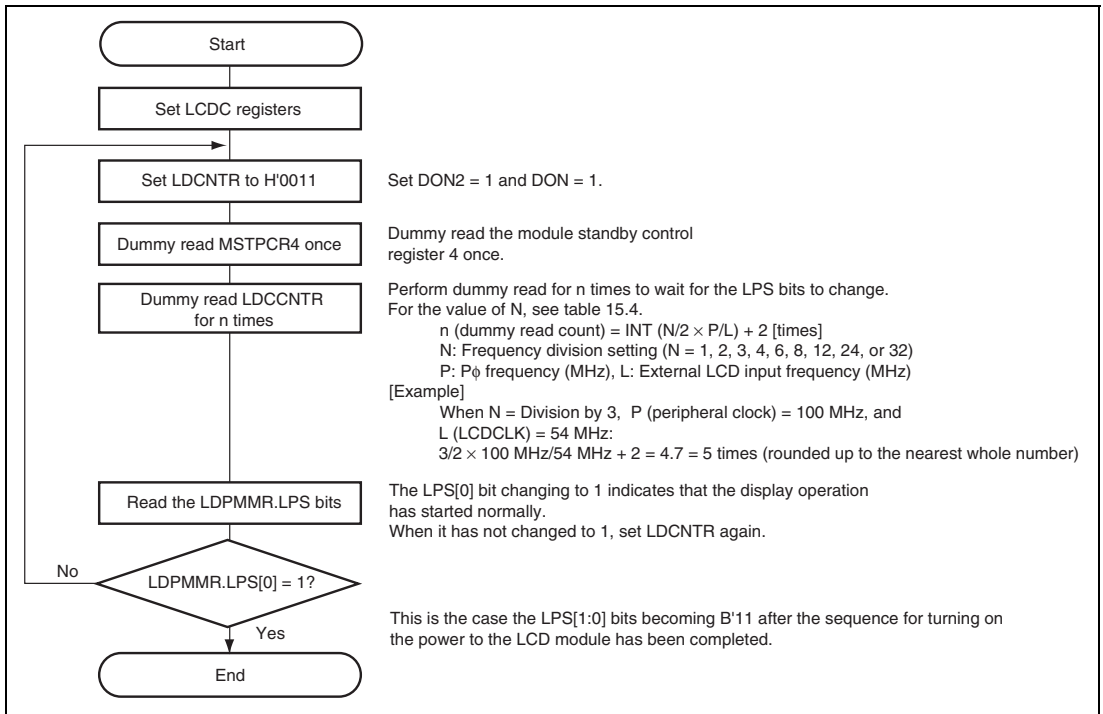 Start
Set LCDC registers
Set LDCNTR to H'0011
Set DON2 = 1 and DON = 1.
Dummy read MSTPCR4 once
Dummy read the module standby control
register 4 once.
Dummy read LDCCNTR
for n times
Perform dummy read for n times to wait for the LPS bits to change.
For the value of N, see table 15.4.
n (dummy read count) = INT (N/2 × P/L) + 2 [times]
N: Frequency division setting (N = 1, 2, 3, 4, 6, 8, 12, 24, or 32)
P: Pϕ frequency (MHz), L: External LCD input frequency (MHz)
[Example]
When N = Division by 3, P (peripheral clock) = 100 MHz, and
L (LCDCLK) = 54 MHz:
3/2 × 100 MHz/54 MHz + 2 = 4.7 = 5 times (rounded up to the nearest whole number)
Read the LDPMMR.LPS bits
The LPS[0] bit changing to 1 indicates that the display operation
has started normally.
When it has not changed to 1, set LDCNTR again.
No
LDPMMR.LPS[0] = 1?
Yes
This is the case the LPS[1:0] bits becoming B'11 after the sequence for turning on
the power to the LCD module has been completed.
End